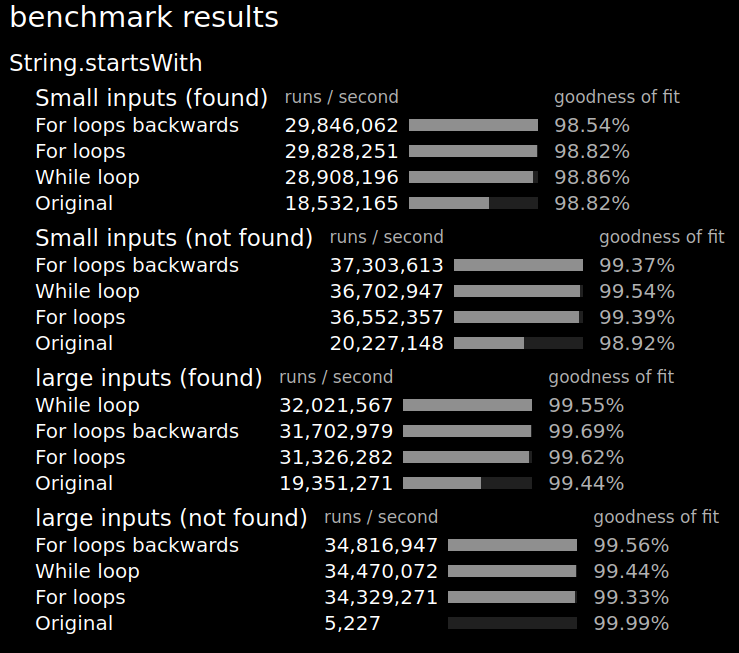 benchmark results
String.startsWith
Small inputs (found) runs / second goodness of fit
For loops backwards 29,846,062 98.54%
For loops 29,828,251 98.82%
While loop 28,908,196 98.86%
Original 18,532,165 98.82%
Small inputs (not found) runs / second goodness of fit
For loops backwards 37,303,613 99.37%
While loop 36,702,947 99.54%
For loops 36,552,357 99.39%
Original 20,227,148 98.92%
large inputs (found) runs / second goodness of fit
While loop 32,021,567 99.55%
For loops backwards 31,702,979 99.69%
For loops 31,326,282 99.62%
Original 19,351,271 99.44%
large inputs (not found) runs / second goodness of fit
For loops backwards 34,816,947 99.56%
While loop 34,470,072 99.44%
For loops 34,329,271 99.33%
Original 5,227 99.99%